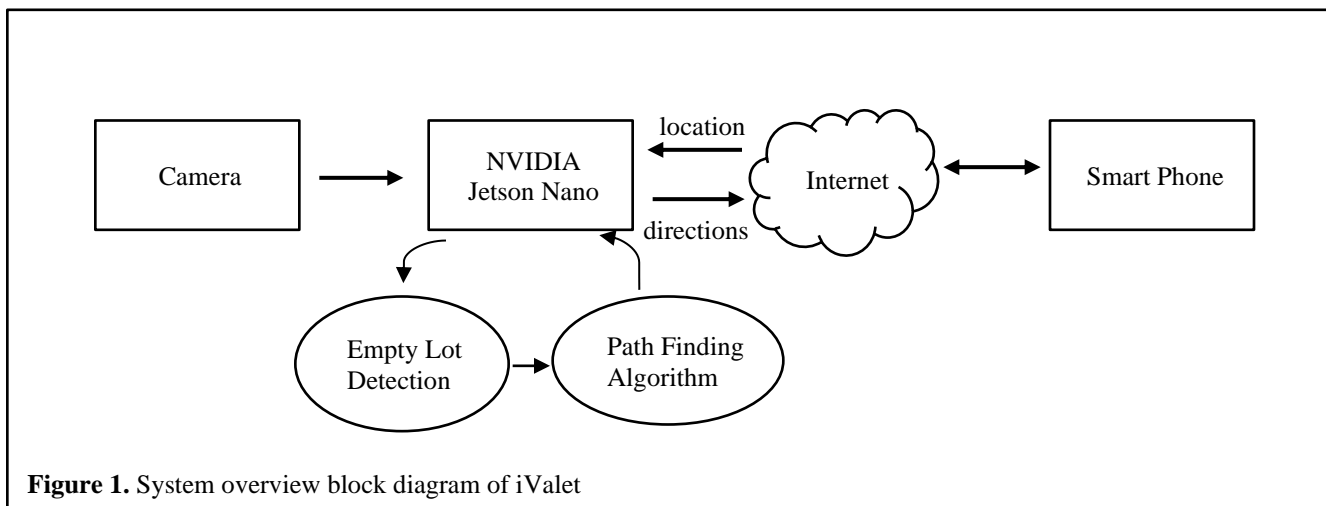 Camera
NVIDIA
Jetson Nano
location
directions
Internet
Smart Phone
Empty Lot
Detection
Path Finding
Algorithm
Figure 1. System overview block diagram of iValet